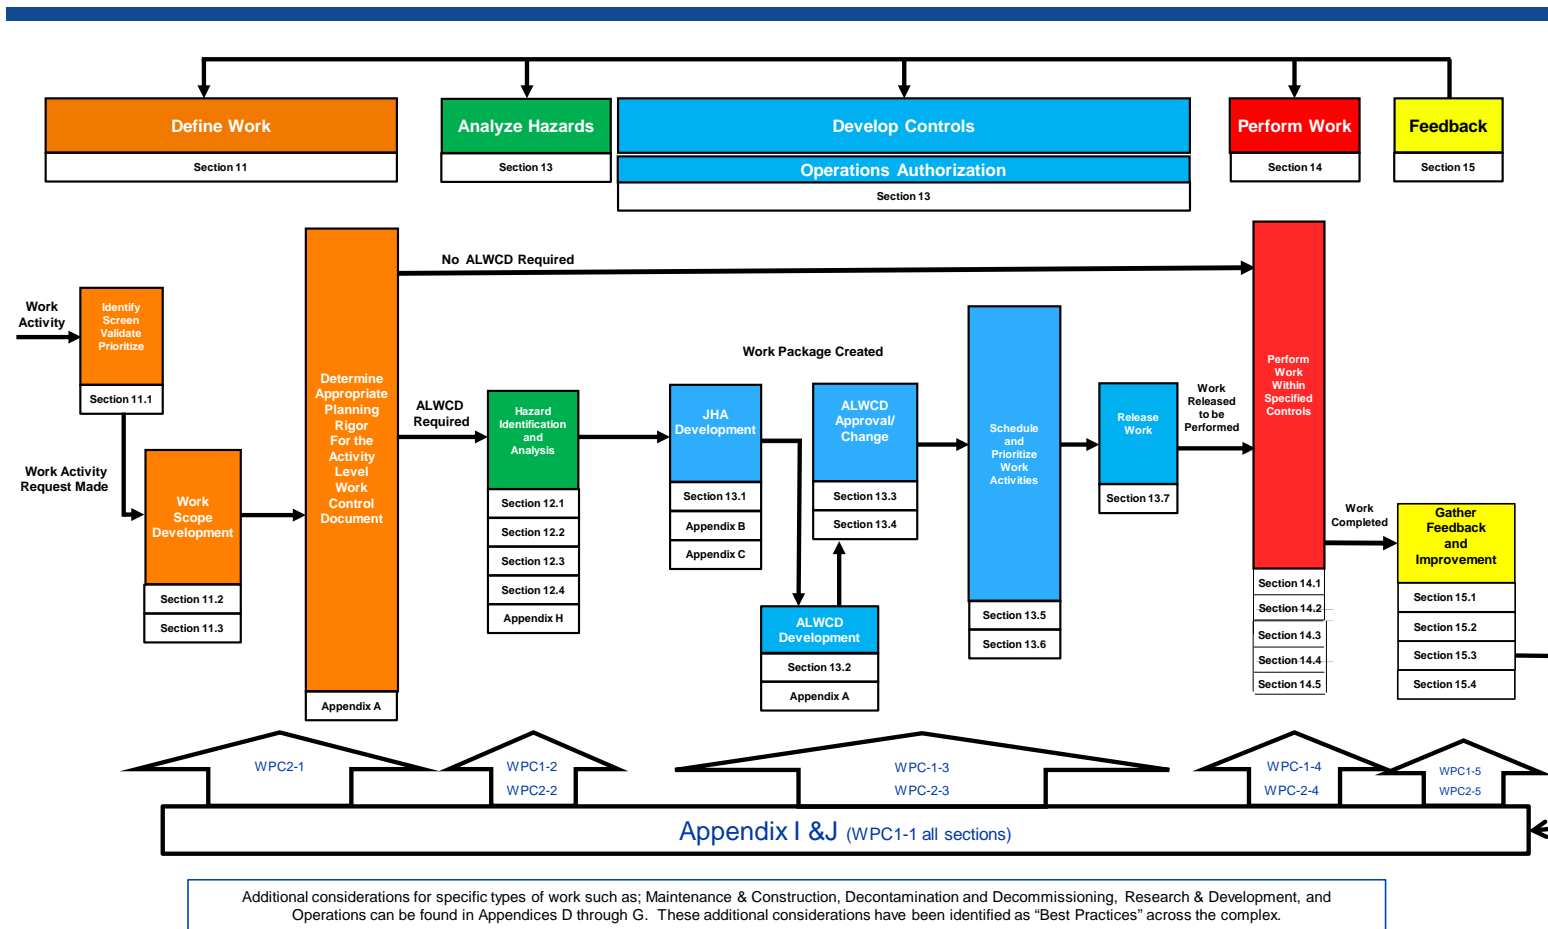 Define Work
Section 11
Analyze Hazards
Section 13
Develop Controls
Operations Authorization
Section 13
Perform Work
Section 14
Feedback
Section 15
No ALWCD Required
Work
Activity
Identify
Screen
Validate
Prioritize
Section 11.1
Work Activity
Request Made
Work
Scope
Development
Section 11.2
Section 11.3
Determine
Appropriate
Planning
Rigor
For the
Activity
Level
Work
Control
Document
Appendix A
ALWCD
Required
Hazard
Identification
and
Analysis
Section 12.1
Section 12.2
Section 12.3
Section 12.4
Appendix H
Work Package Created
JHA
Development
Section 13.1
Appendix B
Appendix C
ALWCD
Development
Section 13.2
Appendix A
ALWCD
Approval/
Change
Section 13.3
Section 13.4
Schedule
and
Prioritize
Work
Activities
Section 13.5
Section 13.6
Release
Work
Section 13.7
Work
Released
to be
Performed
Perform
Work
Within
Specified
Controls
Section 14.1
Section 14.2
Section 14.3
Section 14.4
Section 14.5
Work
Completed
Gather
Feedback
and
Improvement
Section 15.1
Section 15.2
Section 15.3
Section 15.4
WPC2-1
WPC1-2
WPC2-2
WPC-1-3
WPC-2-3
WPC-1-4
WPC-2-4
WPC1-5
WPC2-5
Appendix I &J (WPC1-1 all sections)
Additional considerations for specific types of work such as; Maintenance & Construction, Decontamination and Decommissioning, Research & Development, and
Operations can be found in Appendices D through G. These additional considerations have been identified as “Best Practices” across the complex.